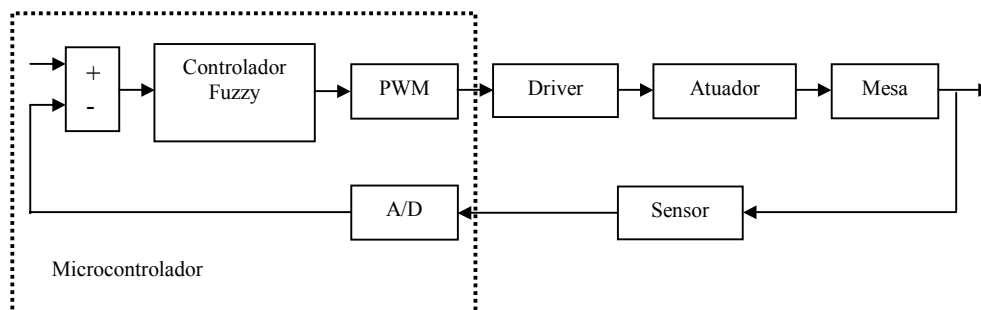 +
-
Controlador
Fuzzy
PWM
Driver
Atuador
Mesa
A/D
Sensor
Microcontrolador